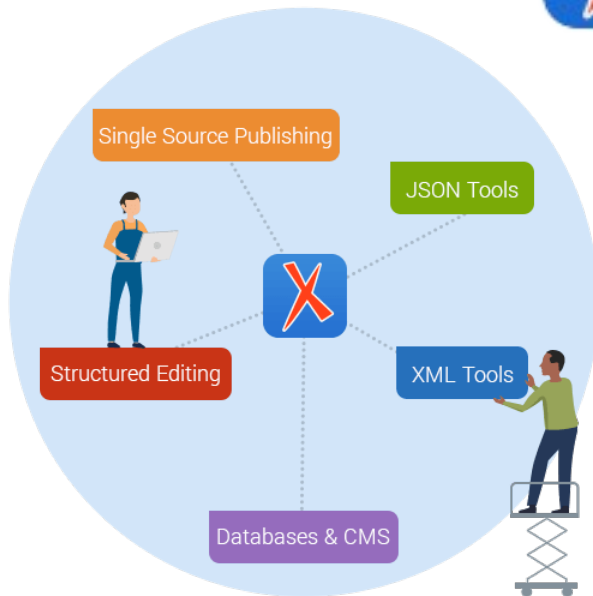 Single Source Publishing
JSON Tools
Structured Editing
XML Tools
Databases & CMS